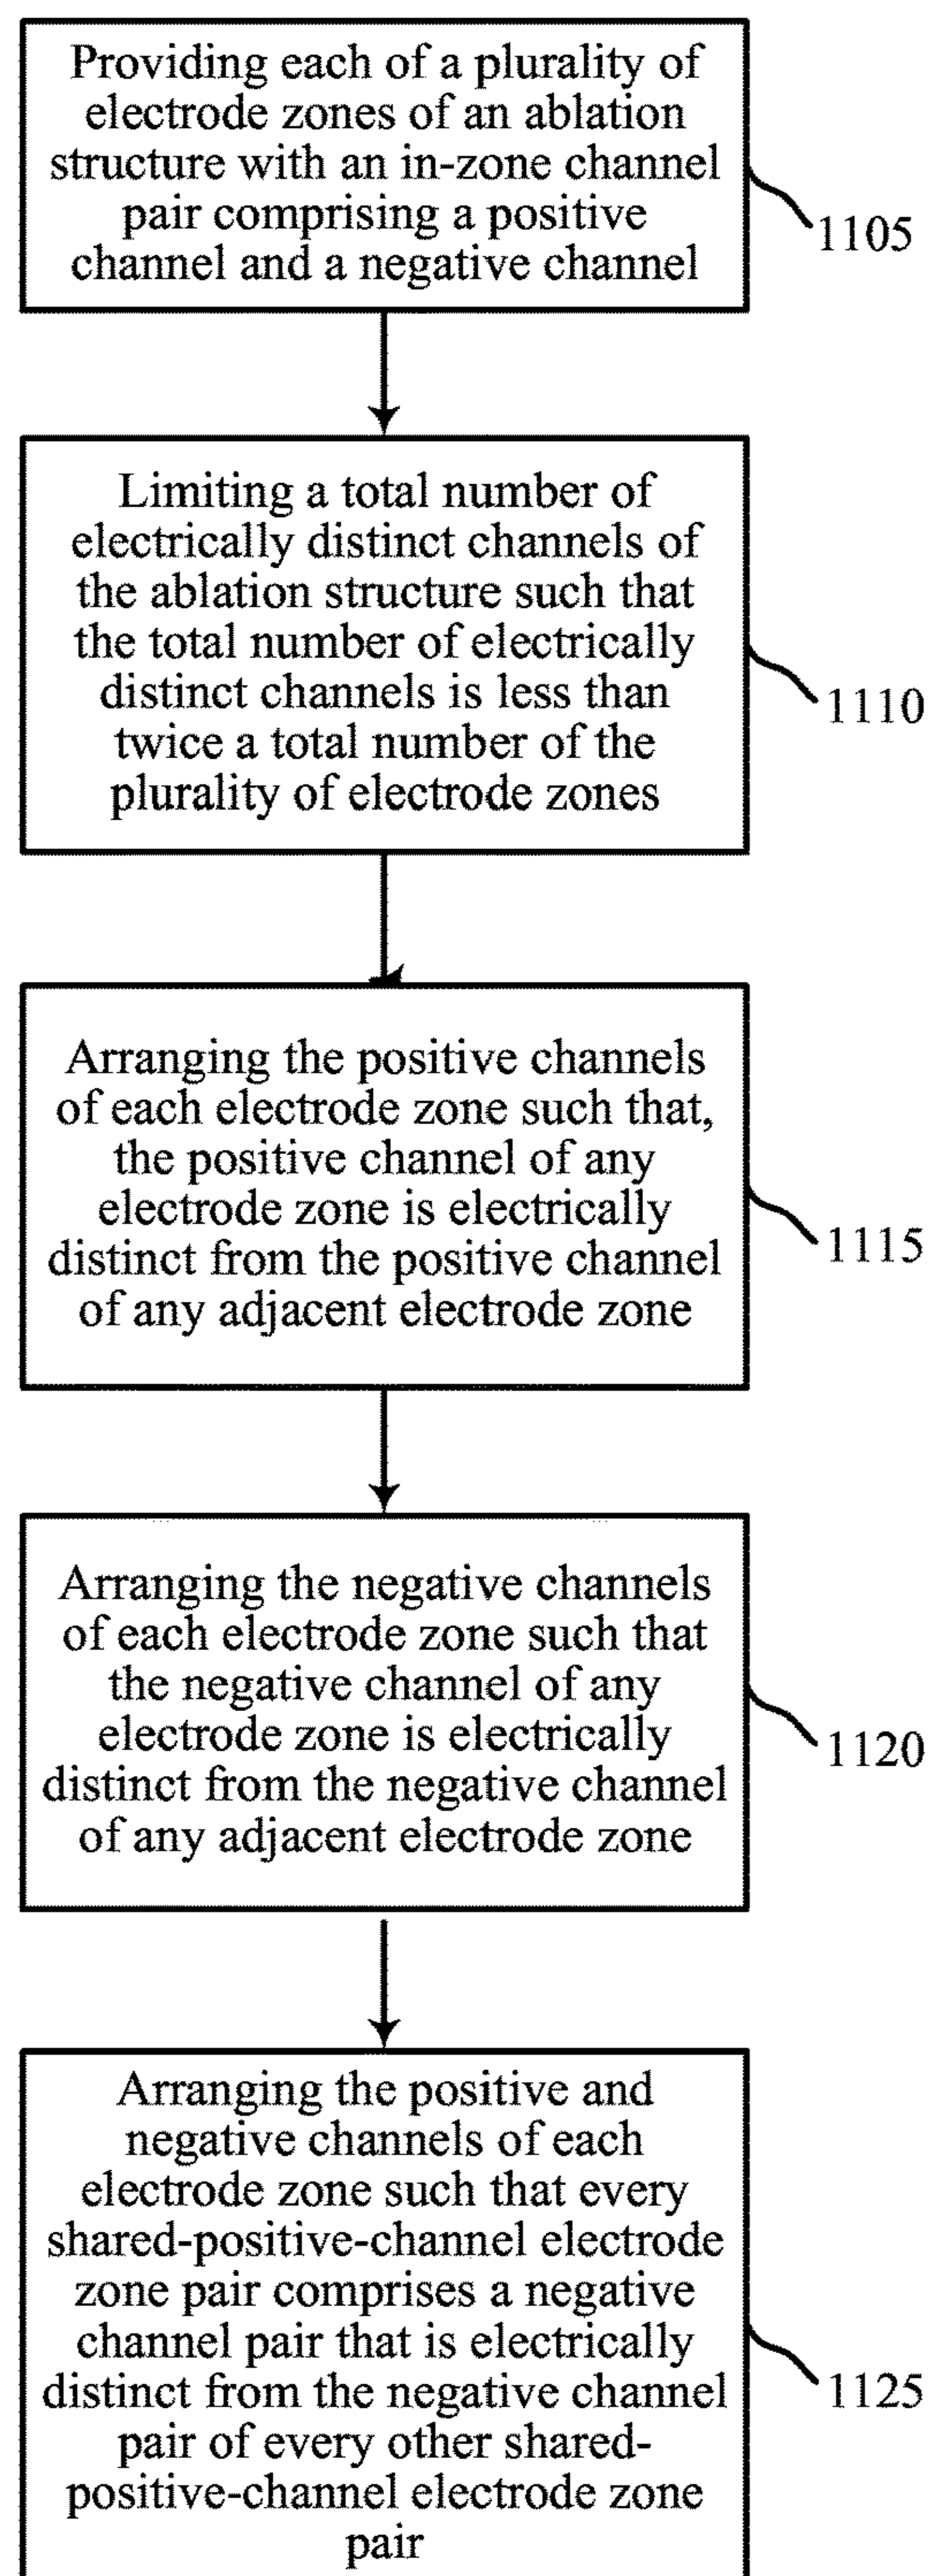 Providing each of a plurality of
electrode zones of an ablation
structure with an in-zone channel
pair comprising a positive
channel and a negative channel
1105
Limiting a total number of
electrically distinct channels of
the ablation structure such that
the total number of electrically
distinct channels is less than
twice a total number of the
plurality of electrode zones
1110
Arranging the positive channels
of each electrode zone such that,
the positive channel of any
electrode zone is electrically
distinct from the positive channel
of any adjacent electrode zone
1115
Arranging the negative channels
of each electrode zone such that
the negative channel of any
electrode zone is electrically
distinct from the negative channel
of any adjacent electrode zone
1120
Arranging the positive and
negative channels of each
electrode zone such that every
shared-positive-channel electrode
zone pair comprises a negative
channel pair that is electrically
distinct from the negative channel
pair of every other shared-
positive-channel electrode zone
pair
1125